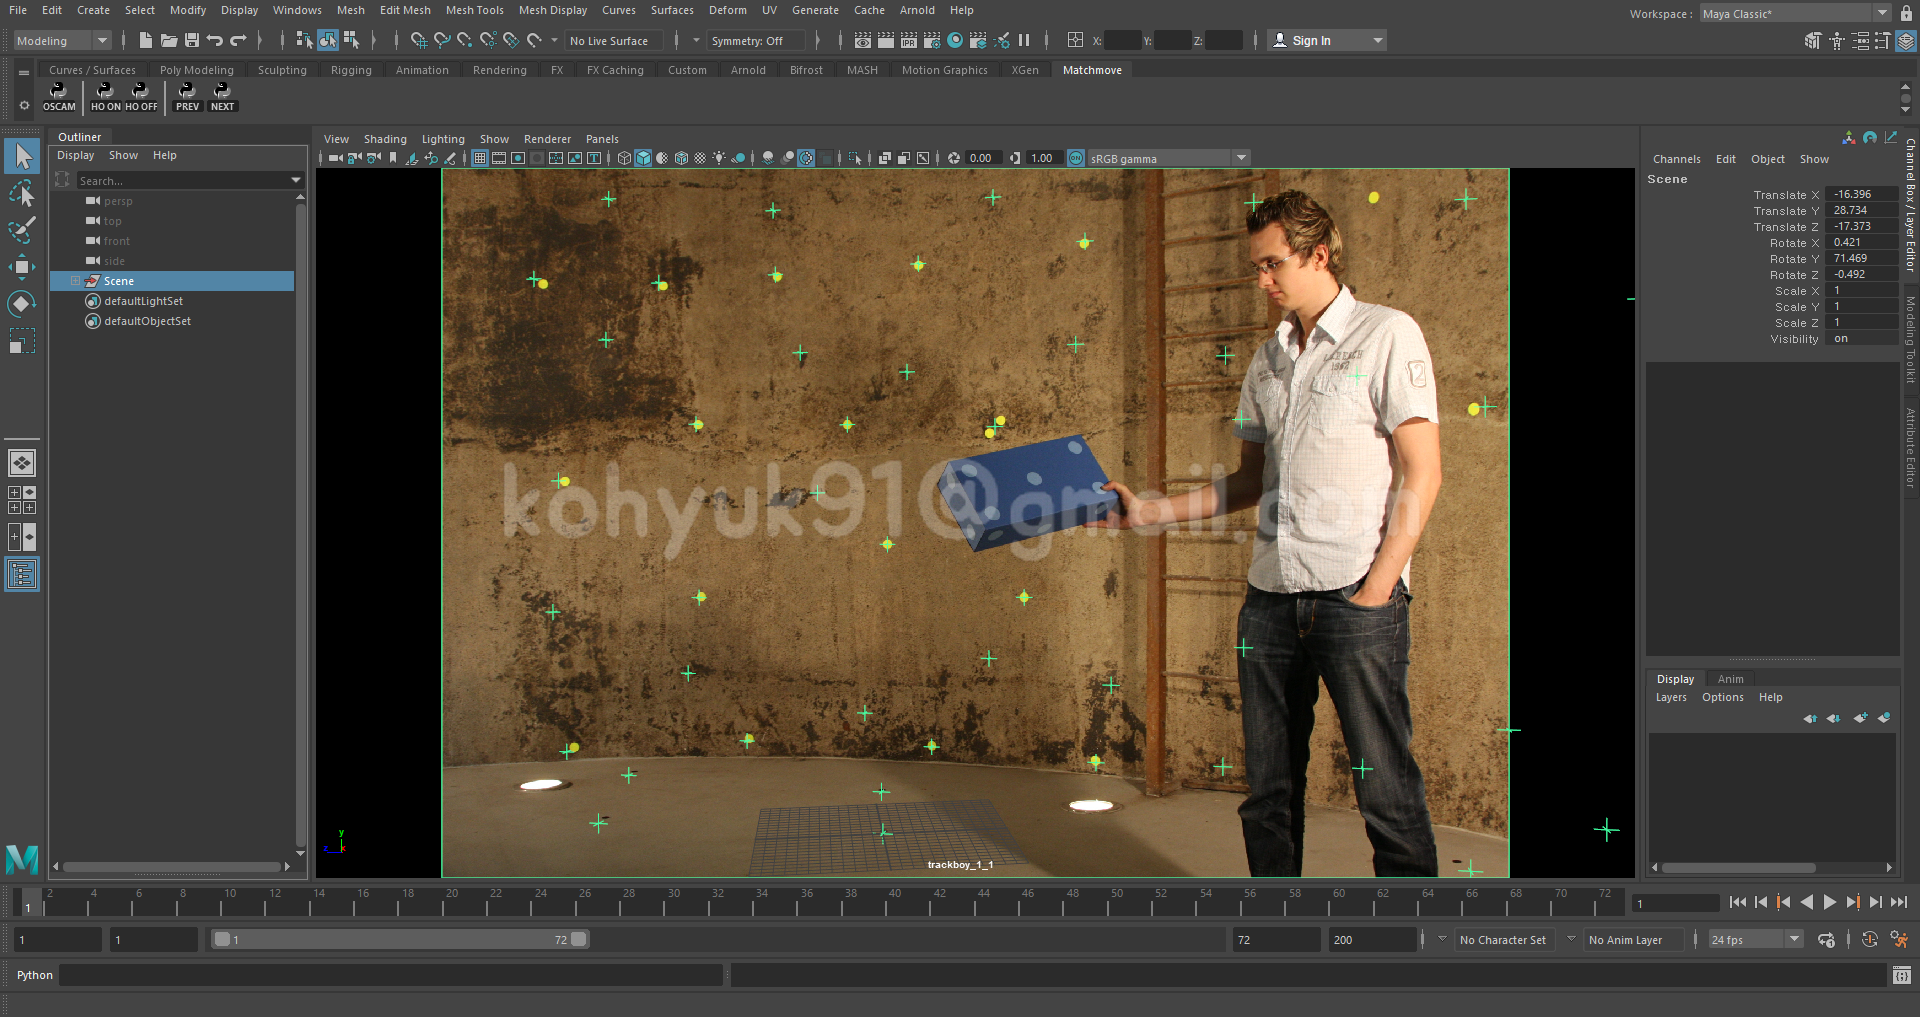 File Edit Create Select Modify Display Windows Mesh Edit Mesh Mesh Tools Mesh Display Curves Surfaces Deform UV Generate Cache Arnold Help
Workspace : Maya Classic*
Modeling No Live Surface Symmetry: Off IPR X: Y: Z: Sign In
Curves / Surfaces Poly Modeling Sculpting Rigging Animation Rendering FX FX Caching Custom Arnold Bifrost MASH Motion Graphics XGen Matchmove
OSCAM HO ON HO OFF PREV NEXT
Outliner
Display Show Help
Search...
persp
top
front
side
Scene
defaultLightSet
defaultObjectSet
View Shading Lighting Show Renderer Panels
0.00 1.00 ON sRGB gamma
kohyuk91@gmail.com
LABECH
1962
2
y
z x
trackboy_1_1
Channels Edit Object Show
Scene
Translate X -16.396
Translate Y 28.734
Translate Z -17.373
Rotate X 0.421
Rotate Y 71.469
Rotate Z -0.492
Scale X 1
Scale Y 1
Scale Z 1
Visibility on
Channel Box / Layer Editor
Modeling Toolkit
Attribute Editor
Display Anim
Layers Options Help
1 2 4 6 8 10 12 14 16 18 20 22 24 26 28 30 32 34 36 38 40 42 44 46 48 50 52 54 56 58 60 62 64 66 68 70 72 1
1 1 1 72 72 200 No Character Set No Anim Layer 24 fps
Python